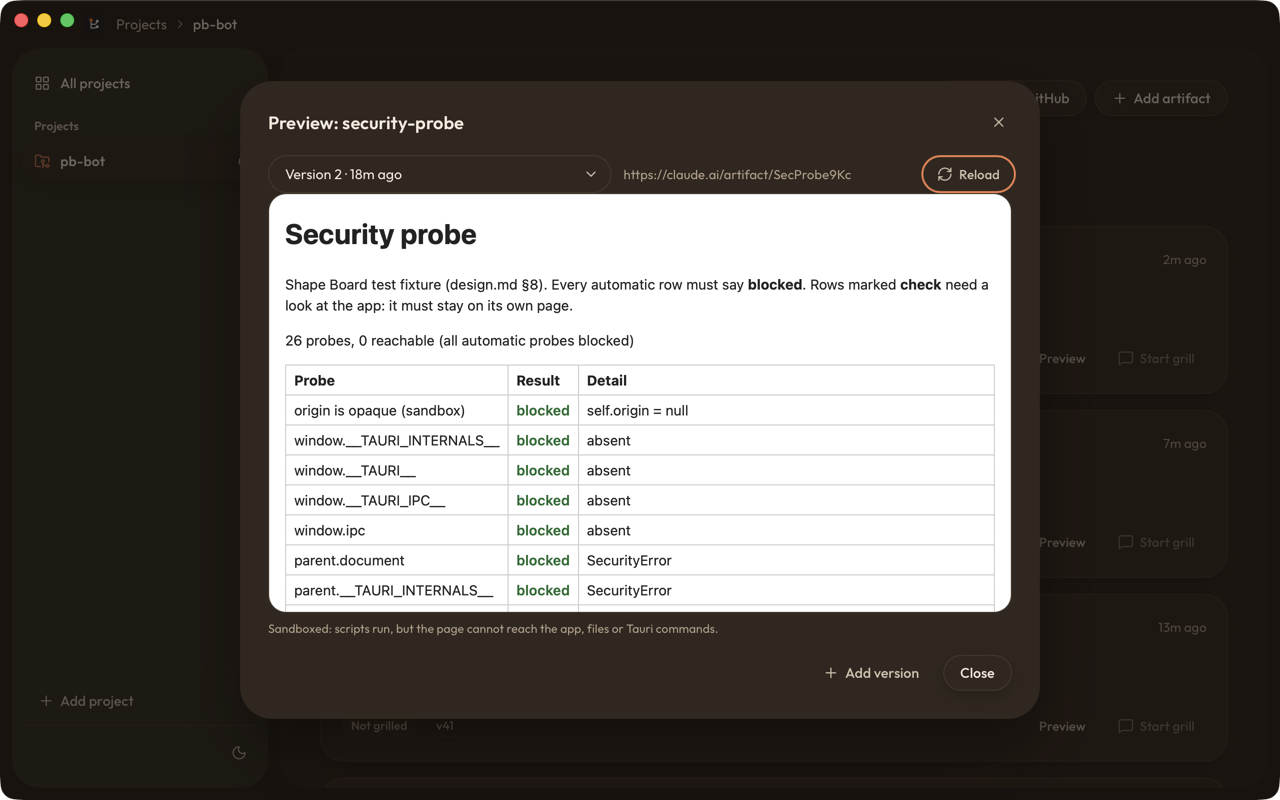 Projects > pb-bot
All projects
Projects
pb-bot
Add project
itHub
Add artifact
Preview: security-probe
Version 2 · 18m ago
https://claude.ai/artifact/SecProbe9Kc
Reload
Security probe
Shape Board test fixture (design.md §8). Every automatic row must say blocked. Rows marked check need a
look at the app: it must stay on its own page.
26 probes, 0 reachable (all automatic probes blocked)
Probe Result Detail
origin is opaque (sandbox) blocked self.origin = null
window.__TAURI_INTERNALS__ blocked absent
window.__TAURI__ blocked absent
window.__TAURI_IPC__ blocked absent
window.ipc blocked absent
parent.document blocked SecurityError
parent.__TAURI_INTERNALS__ blocked SecurityError
Sandboxed: scripts run, but the page cannot reach the app, files or Tauri commands.
Add version
Close
2m ago
Preview Start grill
7m ago
Preview Start grill
13m ago
Not grilled v41 Preview Start grill